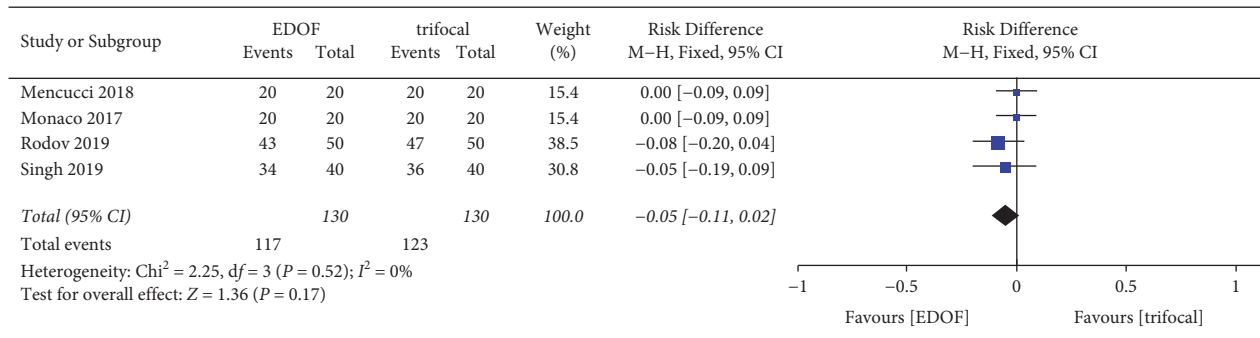 Study or Subgroup EDOF trifocal Weight (%) Risk Difference M−H, Fixed, 95% CI Risk Difference M−H, Fixed, 95% CI
Events Total Events Total
Mencucci 2018 20 20 20 20 15.4 0.00 [−0.09, 0.09]
Monaco 2017 20 20 20 20 15.4 0.00 [−0.09, 0.09]
Rodov 2019 43 50 47 50 38.5 −0.08 [−0.20, 0.04]
Singh 2019 34 40 36 40 30.8 −0.05 [−0.19, 0.09]
Total (95% CI) 130 130 100.0 −0.05 [−0.11, 0.02]
Total events 117 123
Heterogeneity: Chi² = 2.25, df = 3 (P = 0.52); I² = 0%
Test for overall effect: Z = 1.36 (P = 0.17)
−1 −0.5 0 0.5 1
Favours [EDOF] Favours [trifocal]